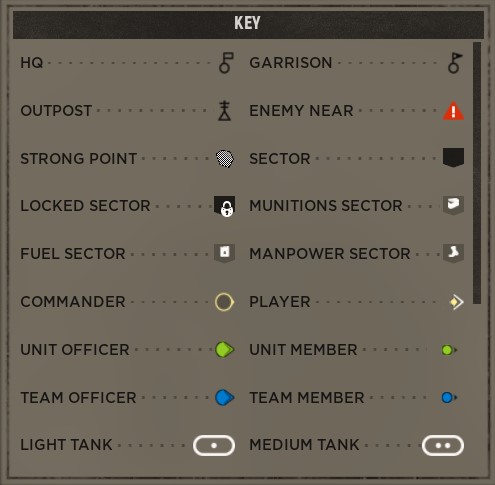 KEY
HQ GARRISON
OUTPOST ENEMY NEAR
STRONG POINT SECTOR
LOCKED SECTOR MUNITIONS SECTOR
FUEL SECTOR MANPOWER SECTOR
COMMANDER PLAYER
UNIT OFFICER UNIT MEMBER
TEAM OFFICER TEAM MEMBER
LIGHT TANK MEDIUM TANK